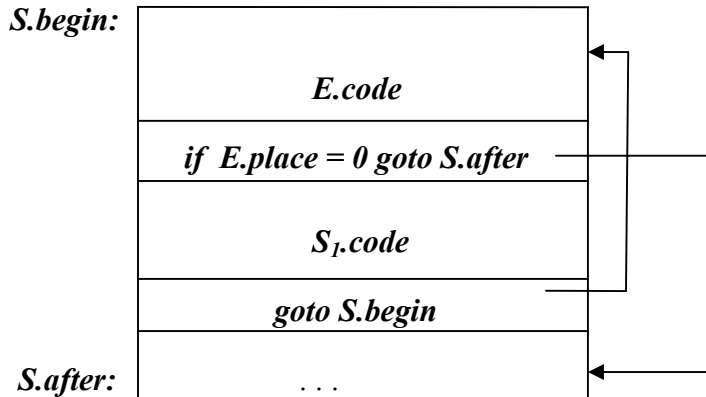 S.begin:
E.code
if E.place = 0 goto S.after
S1.code
goto S.begin
S.after: . . .